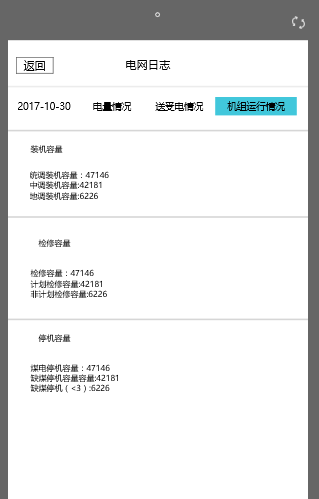 返回
电网日志
2017-10-30 电量情况 送受电情况 机组运行情况
装机容量
统调装机容量：47146
中调装机容量:42181
地调装机容量:6226
检修容量
检修容量：47146
计划检修容量:42181
非计划检修容量:6226
停机容量
煤电停机容量：47146
缺煤停机容量容量:42181
缺煤停机（<3）:6226